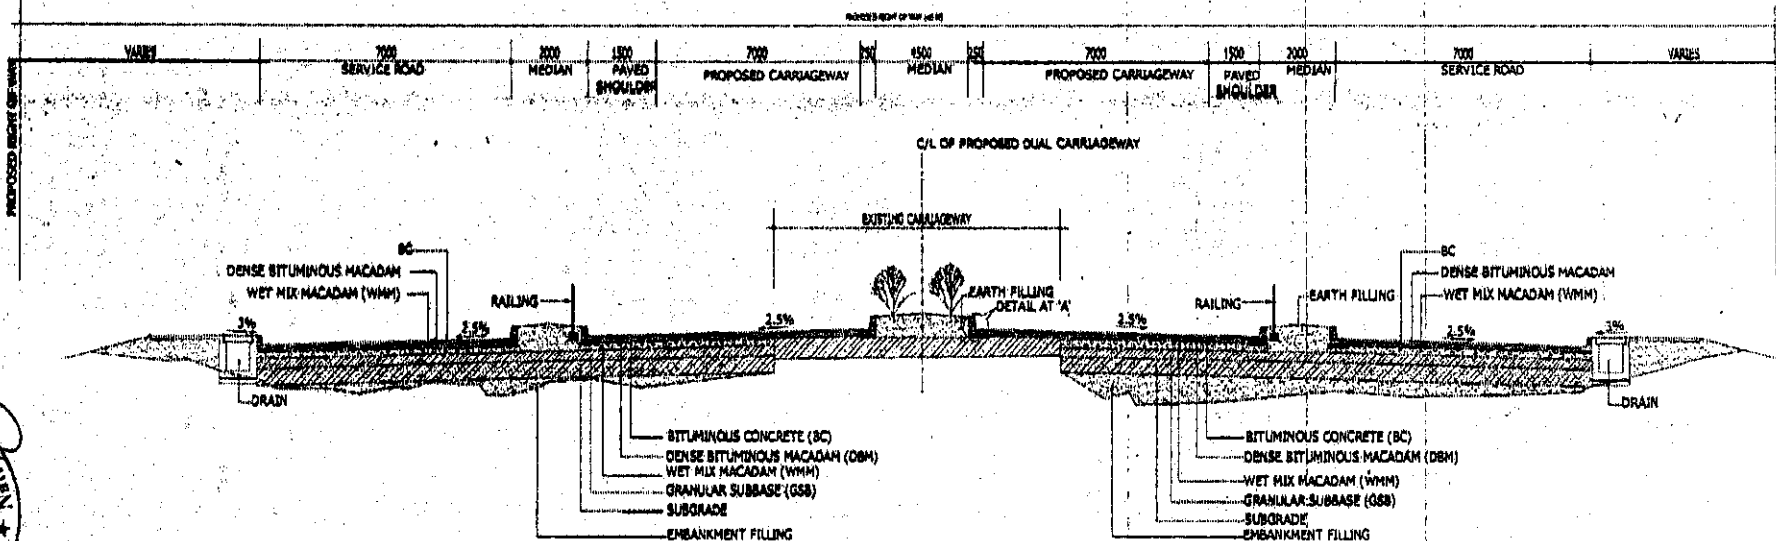 PROPOSED RIGHT OF WAY
VARIES 7000 2000 1500 7000 250 4500 250 7000 1500 2000 7000 VARIES
SERVICE ROAD MEDIAN PAVED SHOULDER PROPOSED CARRIAGEWAY MEDIAN PROPOSED CARRIAGEWAY PAVED SHOULDER MEDIAN SERVICE ROAD
C/L OF PROPOSED DUAL CARRIAGEWAY
EXISTING CARRIAGEWAY
BC
DENSE BITUMINOUS MACADAM
WET MIX MACADAM (WMM)
RAILING
EARTH FILLING
DETAIL AT 'A'
RAILING
EARTH FILLING
BC
DENSE BITUMINOUS MACADAM
WET MIX MACADAM (WMM)
3% 2.5% 2.5% 2.5% 2.5% 3%
DRAIN
DRAIN
BITUMINOUS CONCRETE (BC)
DENSE BITUMINOUS MACADAM (DBM)
WET MIX MACADAM (WMM)
GRANULAR SUBBASE (GSB)
SUBGRADE
EMBANKMENT FILLING
BITUMINOUS CONCRETE (BC)
DENSE BITUMINOUS MACADAM (DBM)
WET MIX MACADAM (WMM)
GRANULAR SUBBASE (GSB)
SUBGRADE
EMBANKMENT FILLING